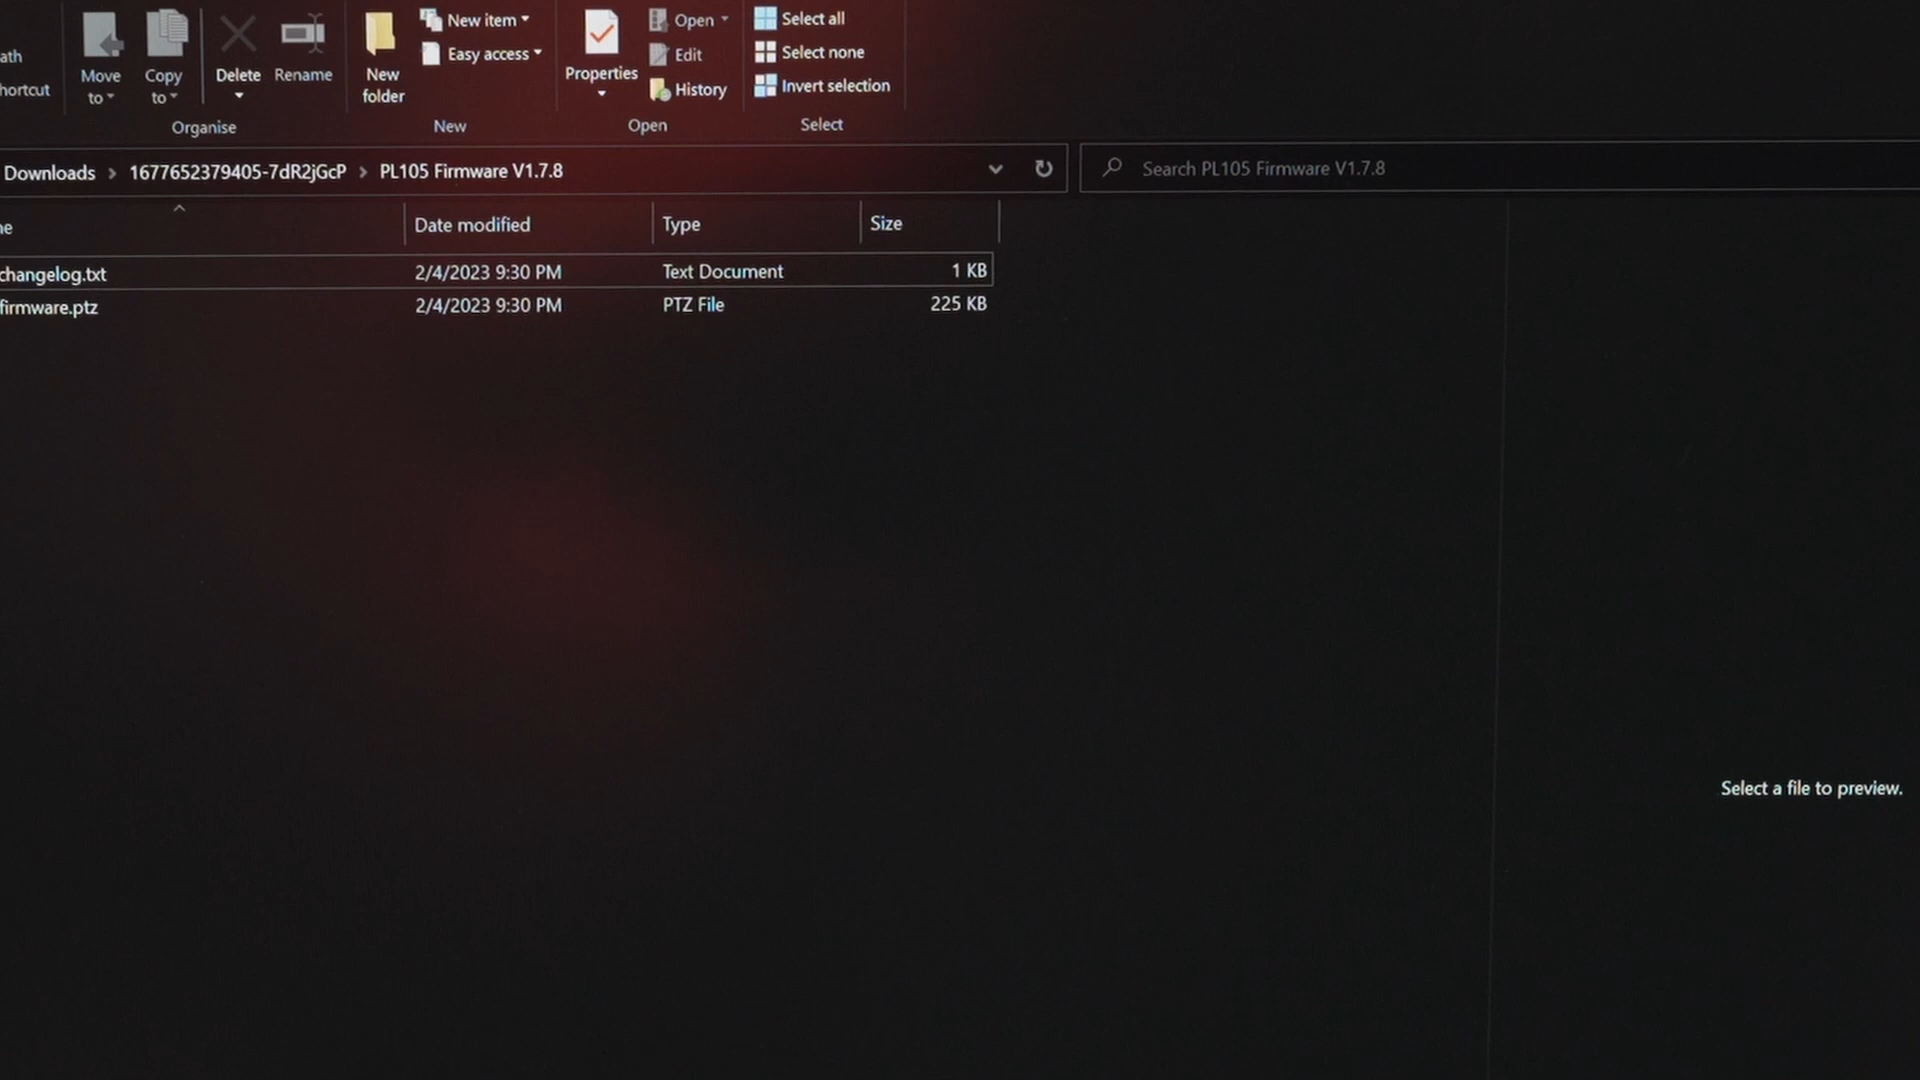 ath
hortcut
Move to
Copy to
Delete
Rename
Organise
New folder
New item
Easy access
New
Properties
Open
Edit
History
Open
Select all
Select none
Invert selection
Select
Downloads > 1677652379405-7dR2jGcP > PL105 Firmware V1.7.8
Search PL105 Firmware V1.7.8
ne Date modified Type Size
changelog.txt 2/4/2023 9:30 PM Text Document 1 KB
firmware.ptz 2/4/2023 9:30 PM PTZ File 225 KB
Select a file to preview.